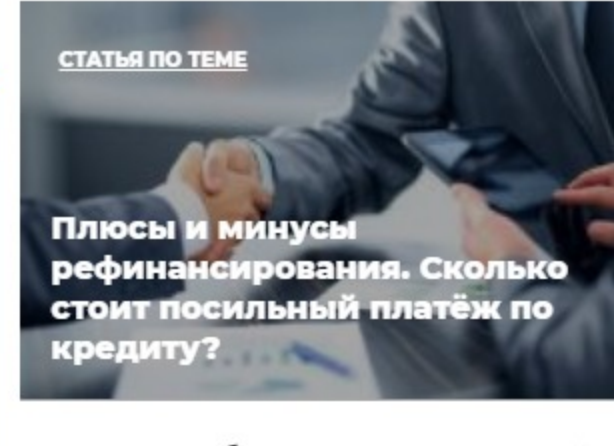 СТАТЬЯ ПО ТЕМЕ
Плюсы и минусы
рефинансирования. Сколько
стоит посильный платёж по
кредиту?